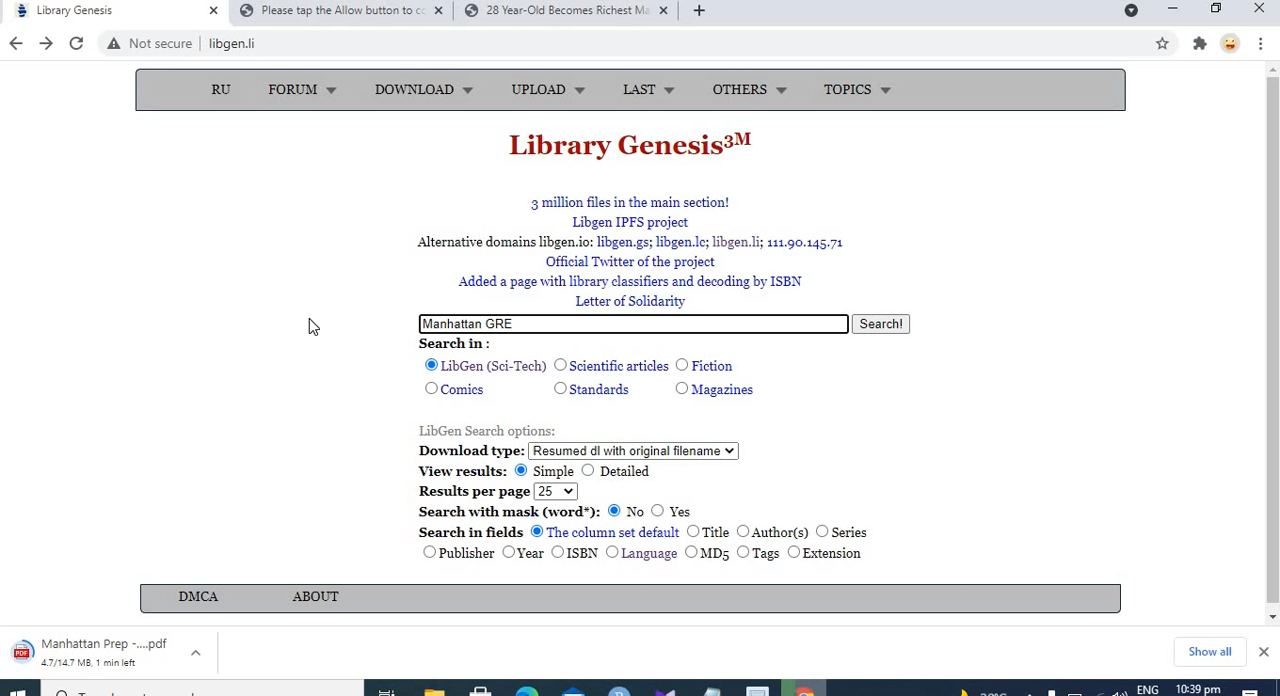 Library Genesis
Please tap the Allow button to co
28 Year-Old Becomes Richest Ma
Not secure
libgen.li
RU FORUM DOWNLOAD UPLOAD LAST OTHERS TOPICS
Library Genesis3M
3 million files in the main section!
Libgen IPFS project
Alternative domains libgen.io: libgen.gs; libgen.lc; libgen.li; 111.90.145.71
Official Twitter of the project
Added a page with library classifiers and decoding by ISBN
Letter of Solidarity
Manhattan GRE Search!
Search in :
LibGen (Sci-Tech) Scientific articles Fiction
Comics Standards Magazines
LibGen Search options:
Download type: Resumed dl with original filename
View results: Simple Detailed
Results per page 25
Search with mask (word*): No Yes
Search in fields The column set default Title Author(s) Series
Publisher Year ISBN Language MD5 Tags Extension
DMCA ABOUT
Manhattan Prep -....pdf
4.7/14.7 MB, 1 min left
Show all
ENG 10:39 pm